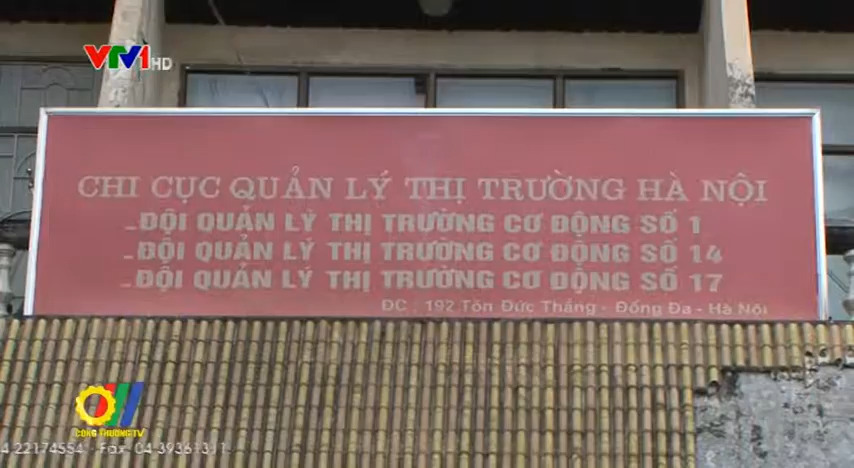 VTV1 HD
CHI CỤC QUẢN LÝ THỊ TRƯỜNG HÀ NỘI
- ĐỘI QUẢN LÝ THỊ TRƯỜNG CƠ ĐỘNG SỐ 1
- ĐỘI QUẢN LÝ THỊ TRƯỜNG CƠ ĐỘNG SỐ 14
- ĐỘI QUẢN LÝ THỊ TRƯỜNG CƠ ĐỘNG SỐ 17
ĐC : 192 Tôn Đức Thắng - Đống Đa - Hà Nội
CÔNG THƯƠNG TV
4.22174554 - Fax: 04.39361311